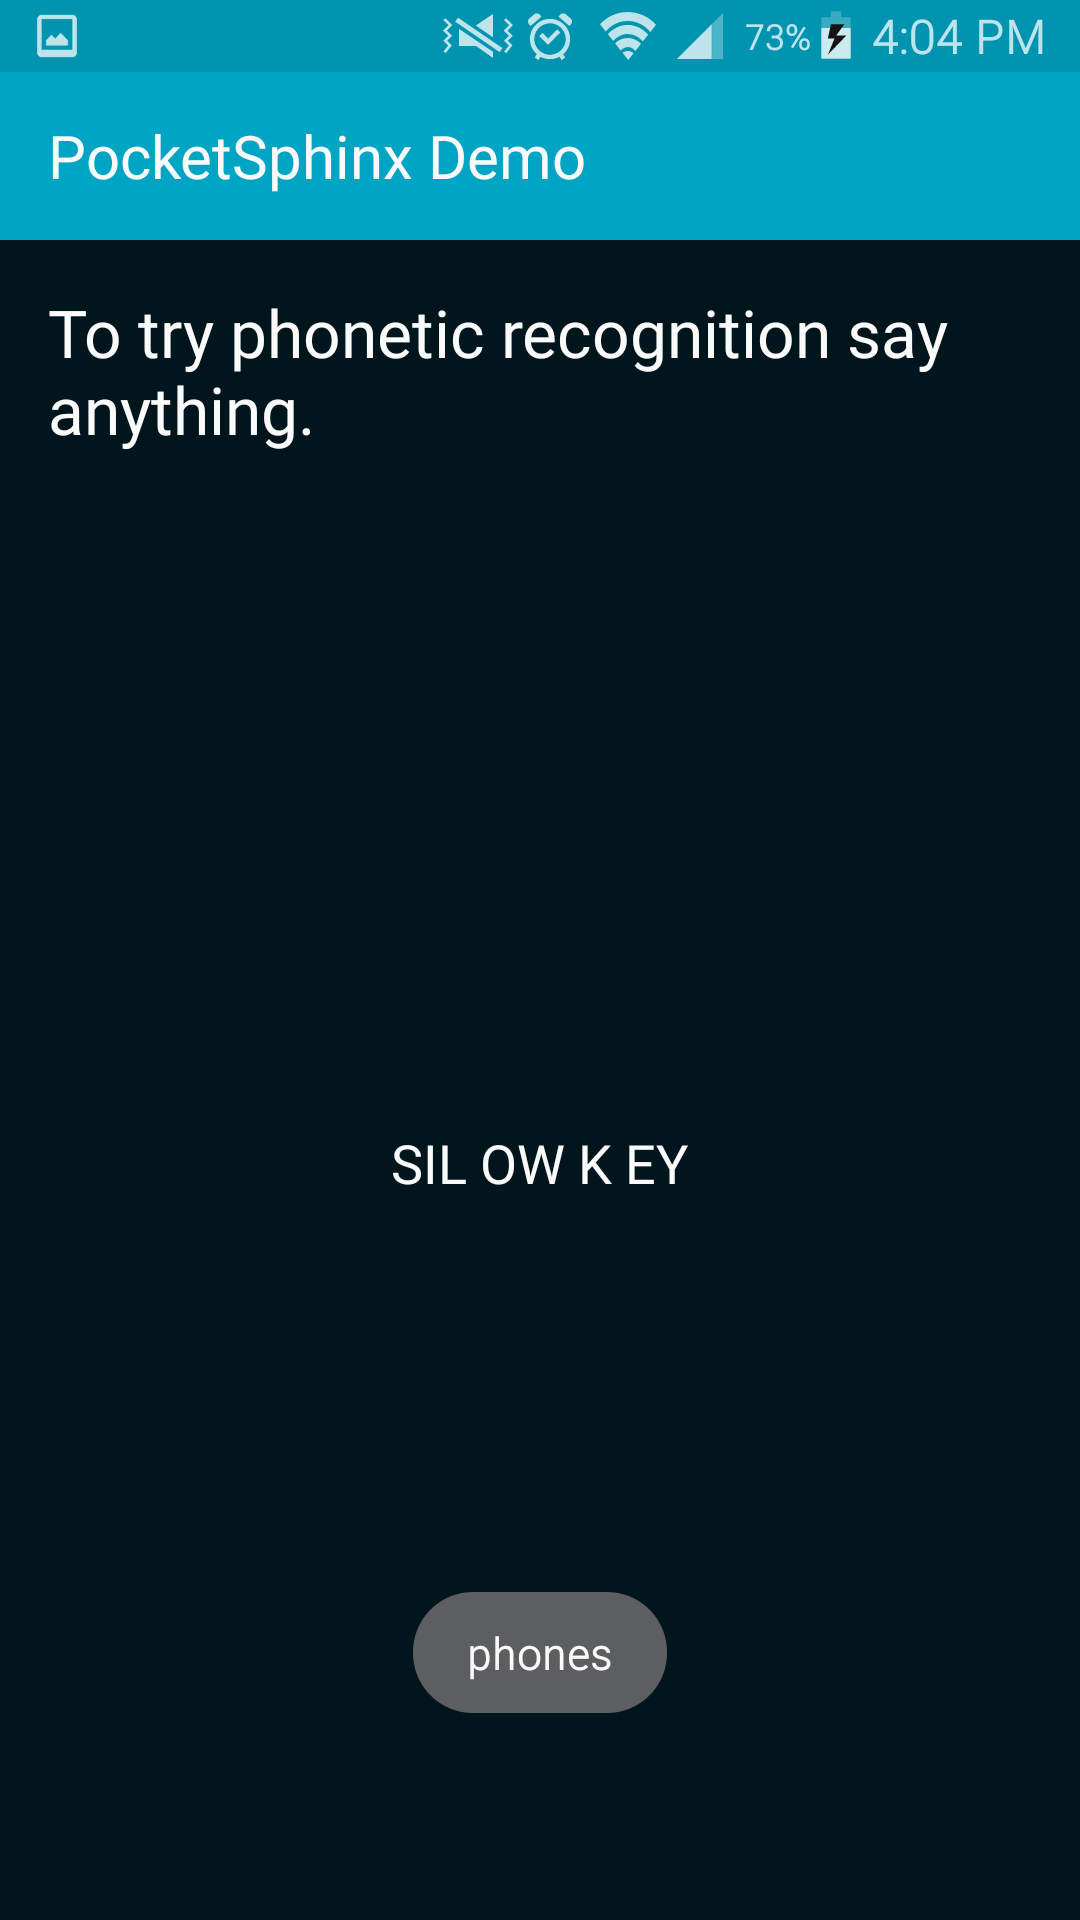 73% 4:04 PM
PocketSphinx Demo
To try phonetic recognition say
anything.
SIL OW K EY
phones